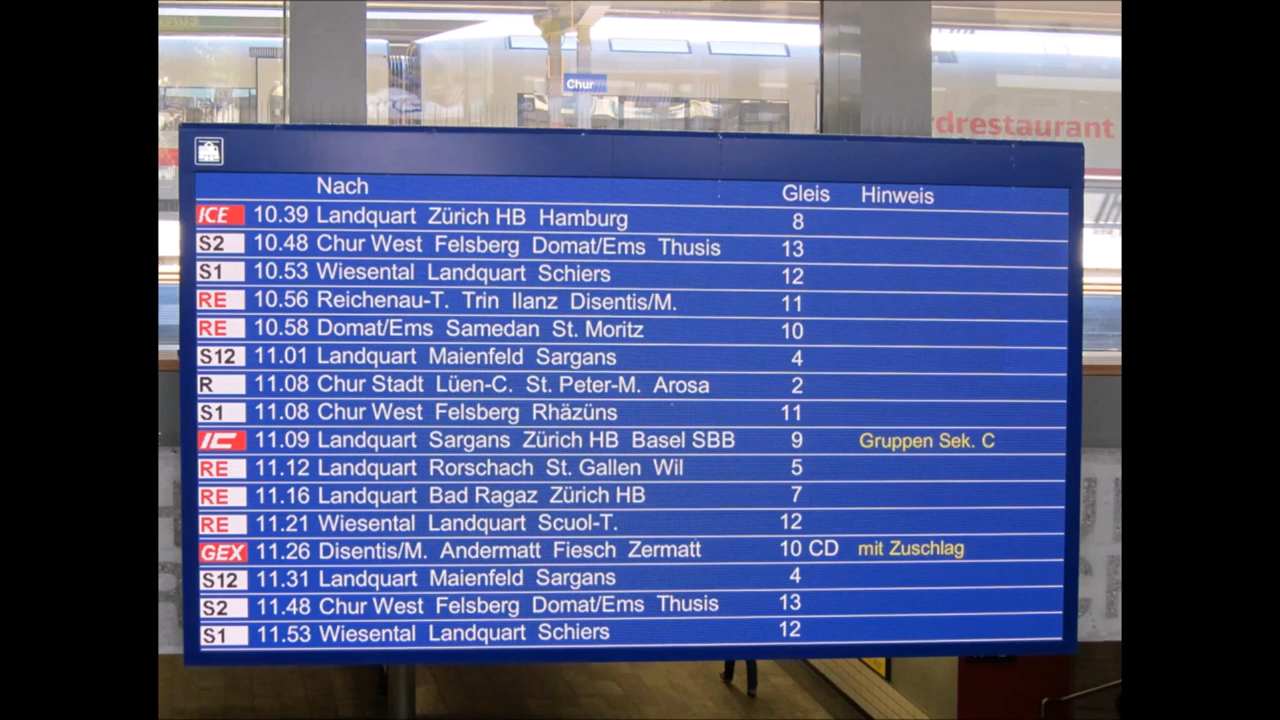 Chur
rdrestaurant
Nach Gleis Hinweis
ICE 10.39 Landquart Zürich HB Hamburg 8
S2 10.48 Chur West Felsberg Domat/Ems Thusis 13
S1 10.53 Wiesental Landquart Schiers 12
RE 10.56 Reichenau-T. Trin Ilanz Disentis/M. 11
RE 10.58 Domat/Ems Samedan St. Moritz 10
S12 11.01 Landquart Maienfeld Sargans 4
R 11.08 Chur Stadt Lüen-C. St. Peter-M. Arosa 2
S1 11.08 Chur West Felsberg Rhäzüns 11
IC 11.09 Landquart Sargans Zürich HB Basel SBB 9 Gruppen Sek. C
RE 11.12 Landquart Rorschach St. Gallen Wil 5
RE 11.16 Landquart Bad Ragaz Zürich HB 7
RE 11.21 Wiesental Landquart Scuol-T. 12
GEX 11.26 Disentis/M. Andermatt Fiesch Zermatt 10 CD mit Zuschlag
S12 11.31 Landquart Maienfeld Sargans 4
S2 11.48 Chur West Felsberg Domat/Ems Thusis 13
S1 11.53 Wiesental Landquart Schiers 12